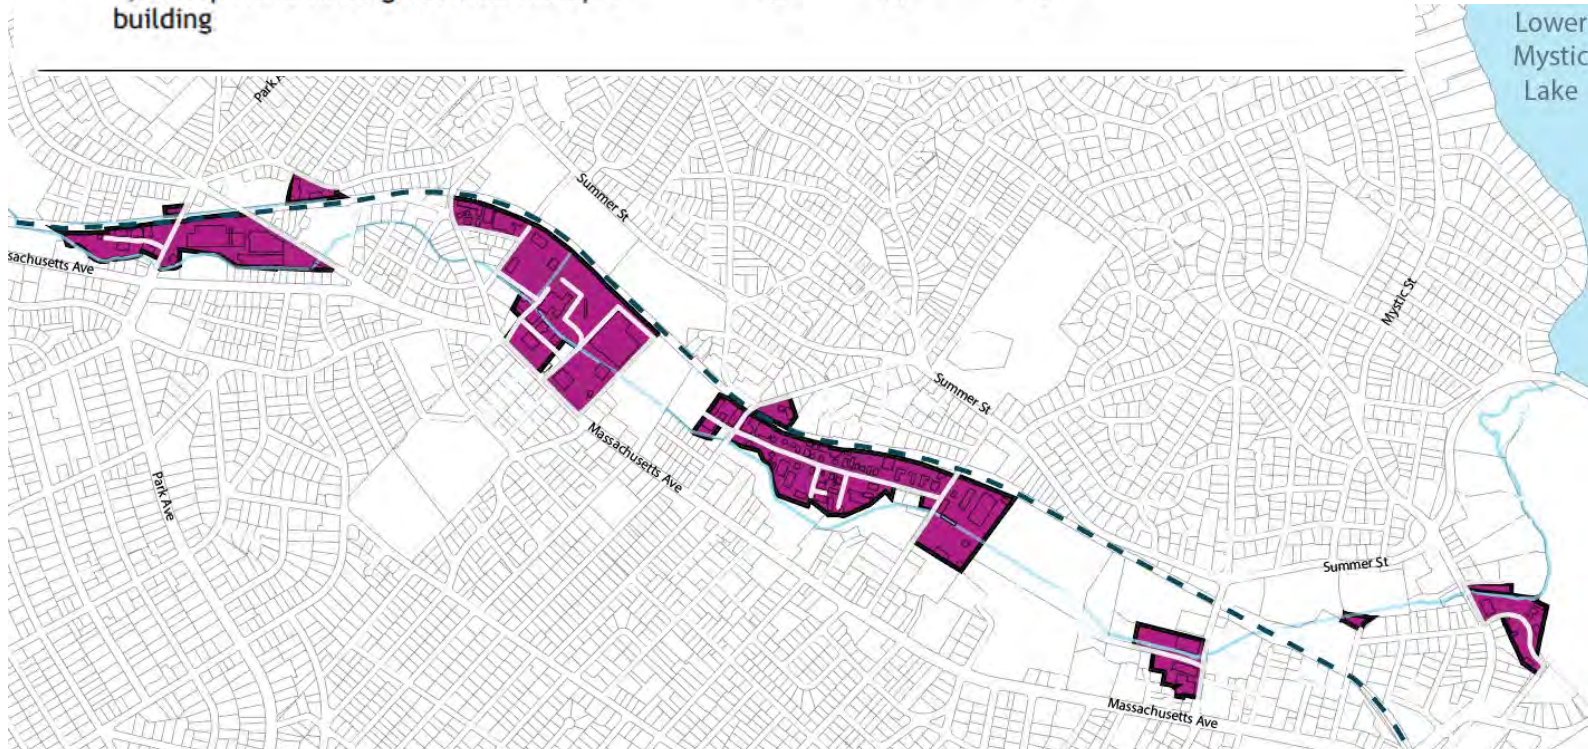 building
Lower
Mystic
Lake
Park
Summer St
sachusetts Ave
Mystic St
Summer St
Massachusetts Ave
Park Ave
Summer St
Massachusetts Ave